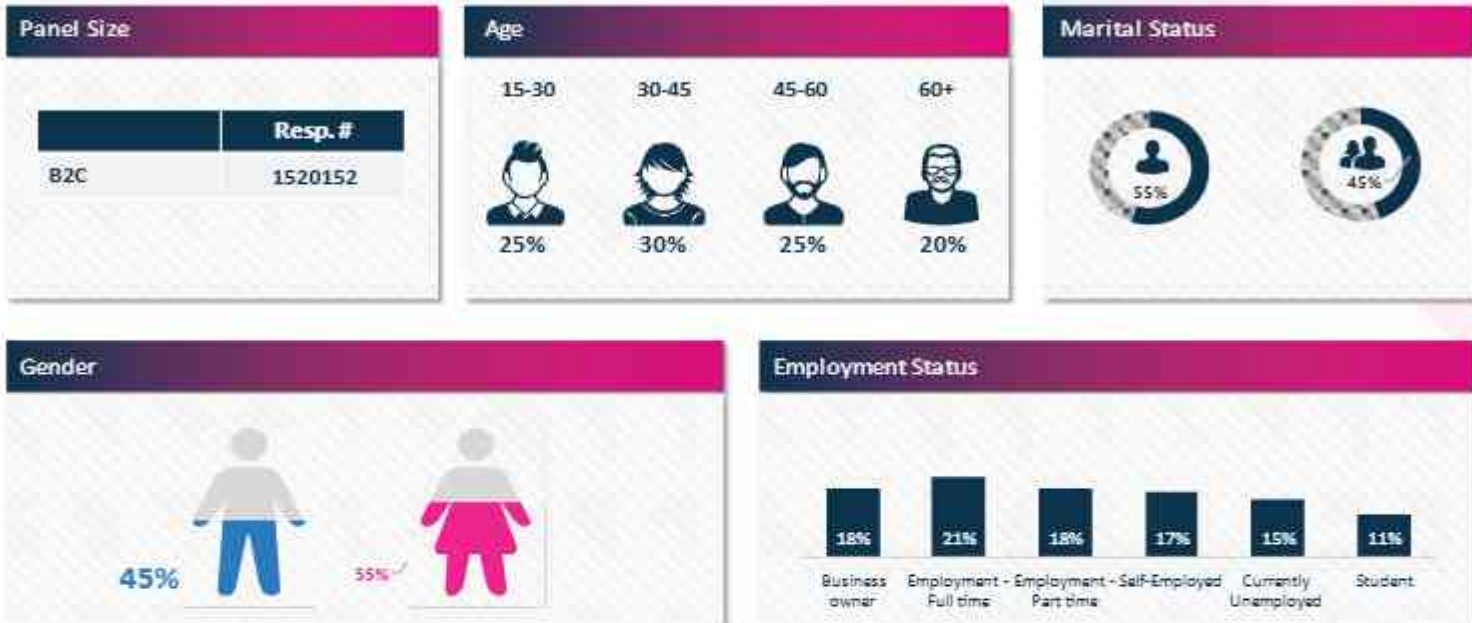 Panel Size
Resp. #
B2C
1520152
Age
15-30
30-45
45-60
60+
25%
30%
25%
20%
Marital Status
55%
45%
Gender
45%
55%
Employment Status
18%
21%
18%
17%
15%
11%
Business
owner
Employment -
Full time
Employment -
Part time
Self-Employed
Currently
Unemployed
Student